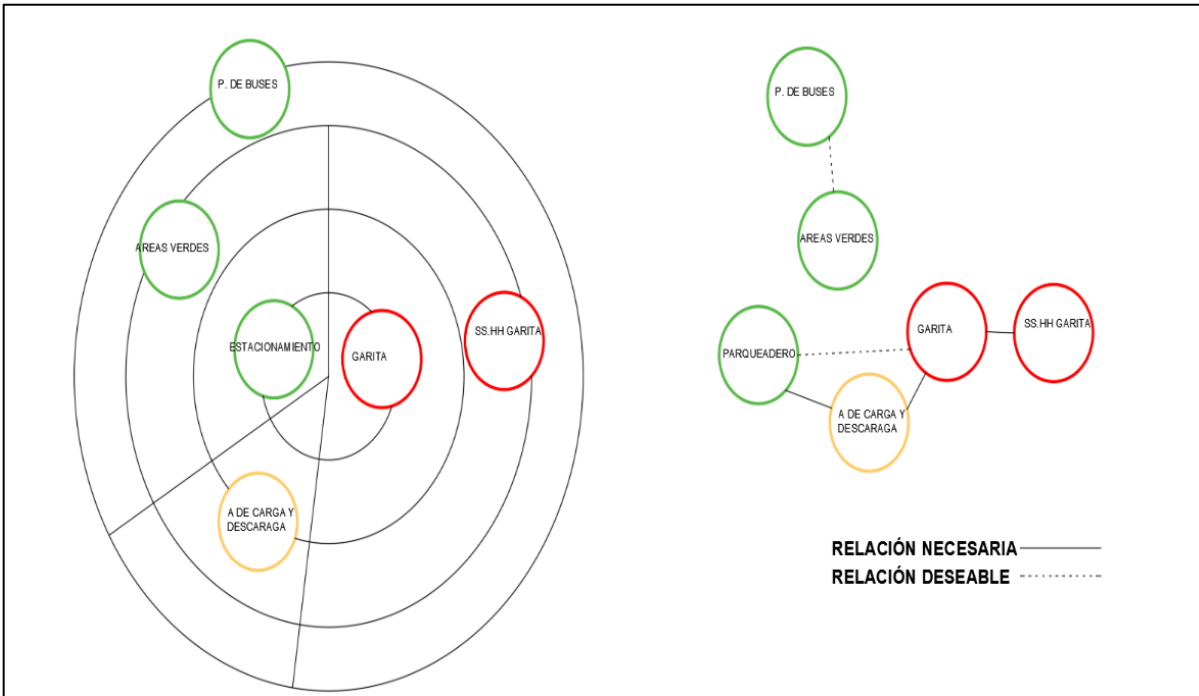 P. DE BUSES
AREAS VERDES
ESTACIONAMIENTO
GARITA
SS.HH GARITA
A DE CARGA Y
DESCARAGA
P. DE BUSES
AREAS VERDES
GARITA
SS.HH GARITA
PARQUEADERO
A DE CARGA Y
DESCARAGA
RELACIÓN NECESARIA
RELACIÓN DESEABLE